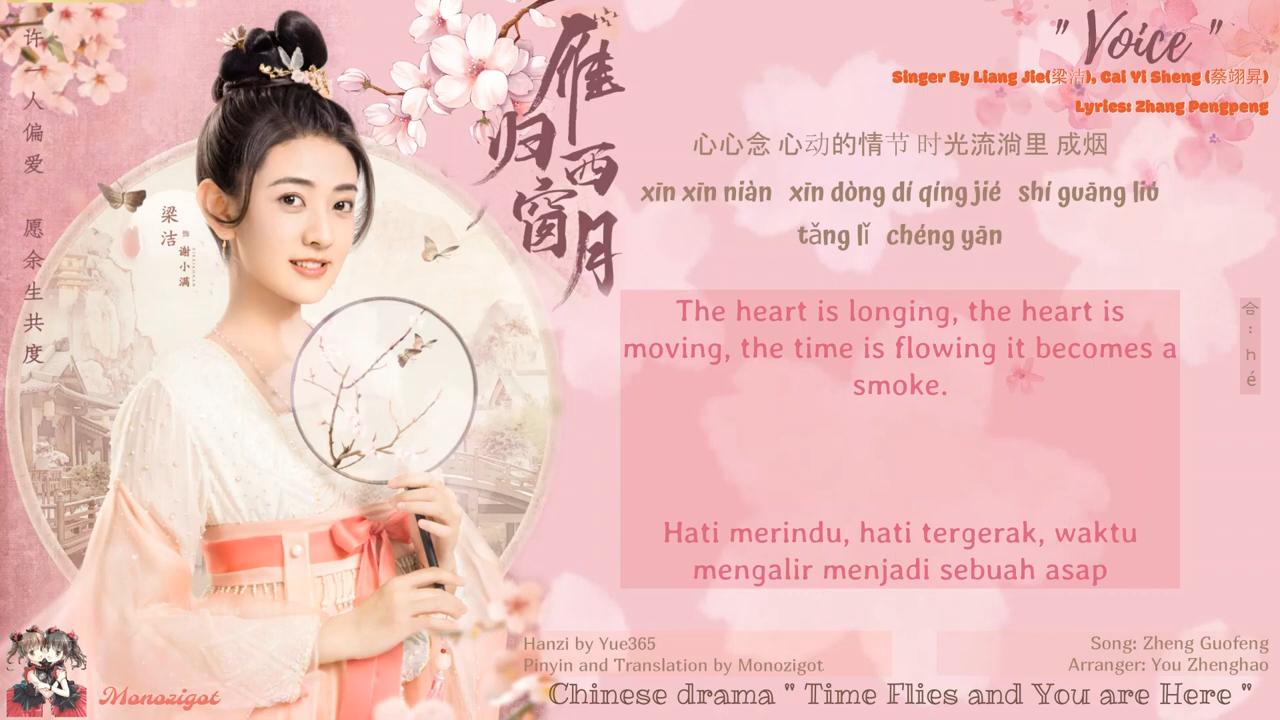 许一人偏爱 愿余生共度
梁洁
饰
谢小满
雁归西窗月
" Voice "
Singer By Liang Jie(梁洁), Cai Yi Sheng (蔡翊昇)
Lyrics: Zhang Pengpeng
心心念 心动的情节 时光流淌里 成烟
xīn xīn niàn xīn dòng dí qíng jié shí guāng liú
tǎng lǐ chéng yān
The heart is longing, the heart is
moving, the time is flowing it becomes a
smoke.
合: hé
Hati merindu, hati tergerak, waktu
mengalir menjadi sebuah asap
Hanzi by Yue365
Pinyin and Translation by Monozigot
Song: Zheng Guofeng
Arranger: You Zhenghao
Chinese drama " Time Flies and You are Here "
Monozigot